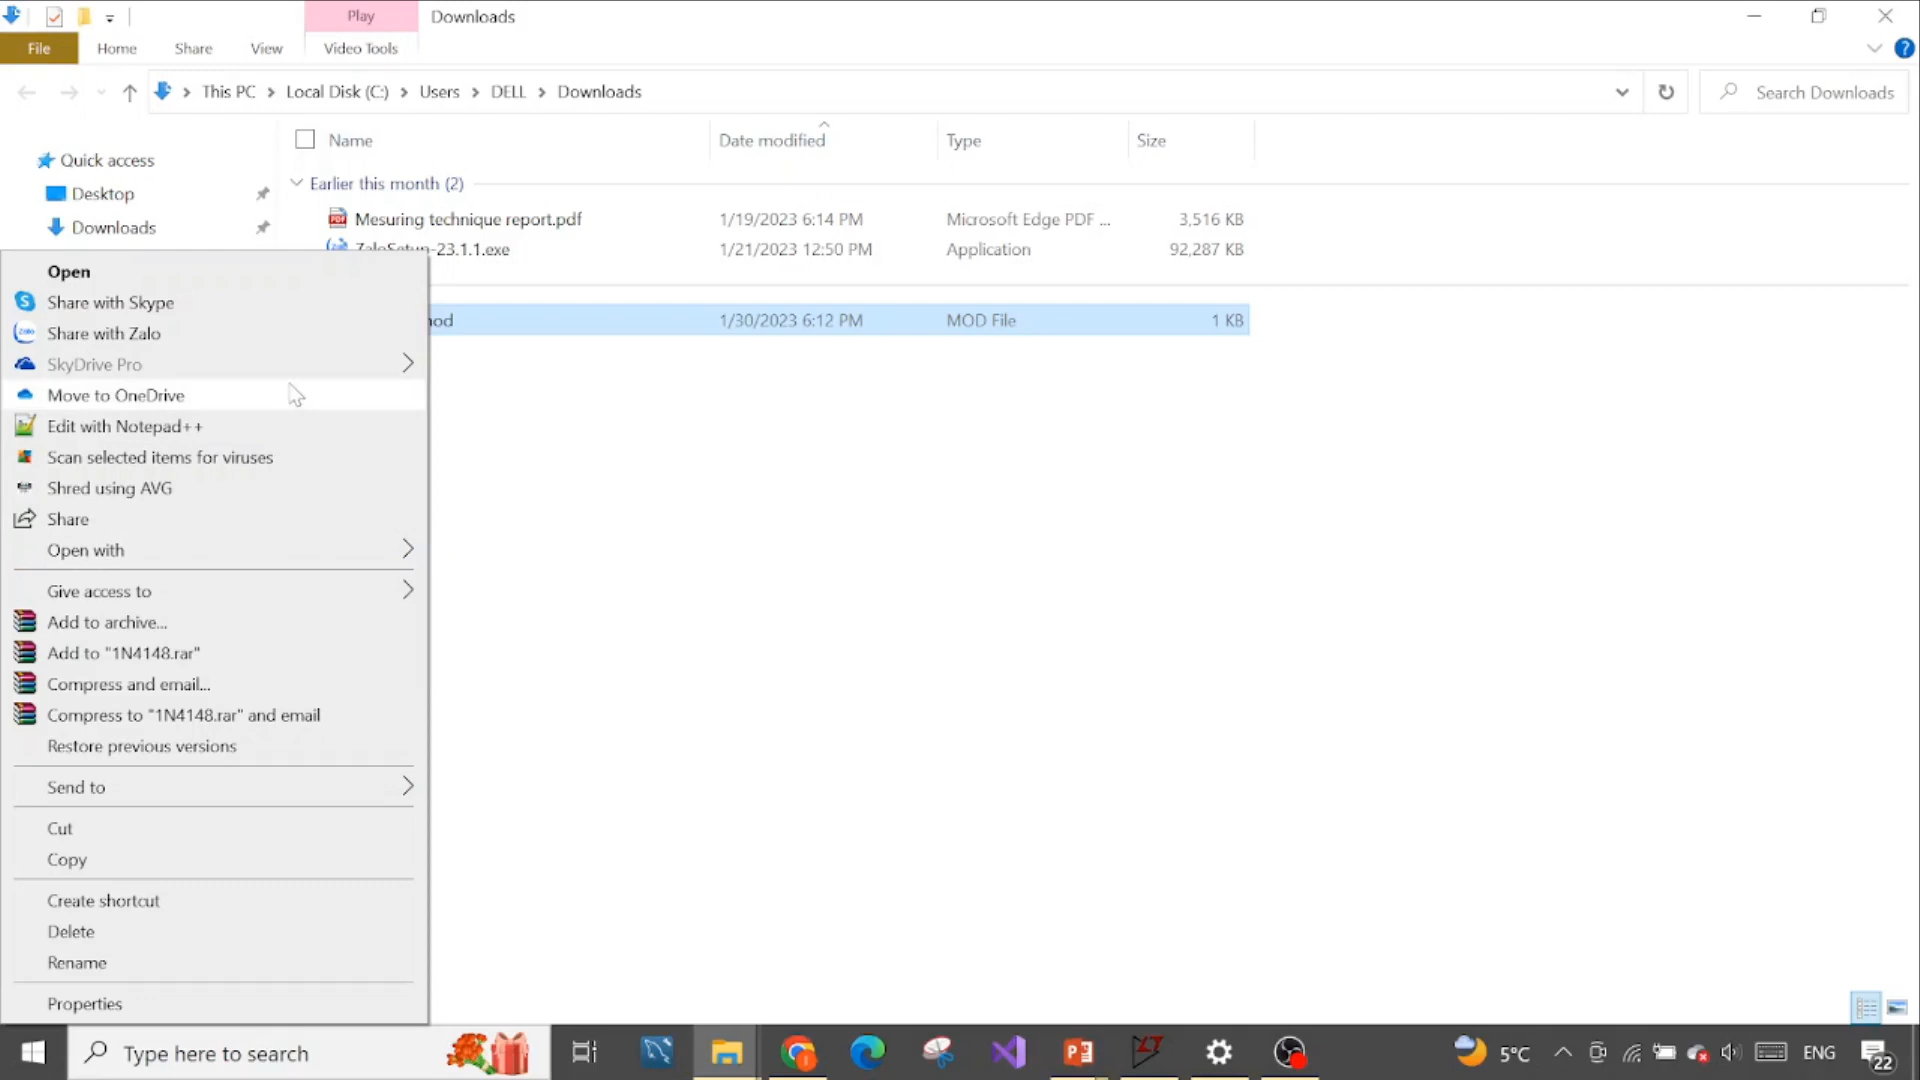 Play
Downloads
File
Home
Share
View
Video Tools
This PC
Local Disk (C:)
Users
DELL
Downloads
Search Downloads
Name
Date modified
Type
Size
Quick access
Desktop
Downloads
Earlier this month (2)
Mesuring technique report.pdf
1/19/2023 6:14 PM
Microsoft Edge PDF ...
3,516 KB
ZaloSetup-23.1.1.exe
1/21/2023 12:50 PM
Application
92,287 KB
1/30/2023 6:12 PM
MOD File
1 KB
Open
Share with Skype
Share with Zalo
SkyDrive Pro
Move to OneDrive
Edit with Notepad++
Scan selected items for viruses
Shred using AVG
Share
Open with
Give access to
Add to archive...
Add to "1N4148.rar"
Compress and email...
Compress to "1N4148.rar" and email
Restore previous versions
Send to
Cut
Copy
Create shortcut
Delete
Rename
Properties
Type here to search
5°C
ENG
22